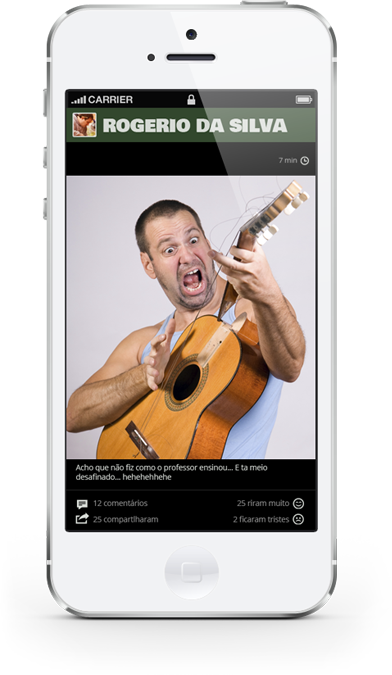 CARRIER
ROGERIO DA SILVA
7 min
Acho que não fiz como o professor ensinou... E ta meio
desafinado... hehehehhehe
12 comentários
25 riram muito
25 compartilharam
2 ficaram tristes